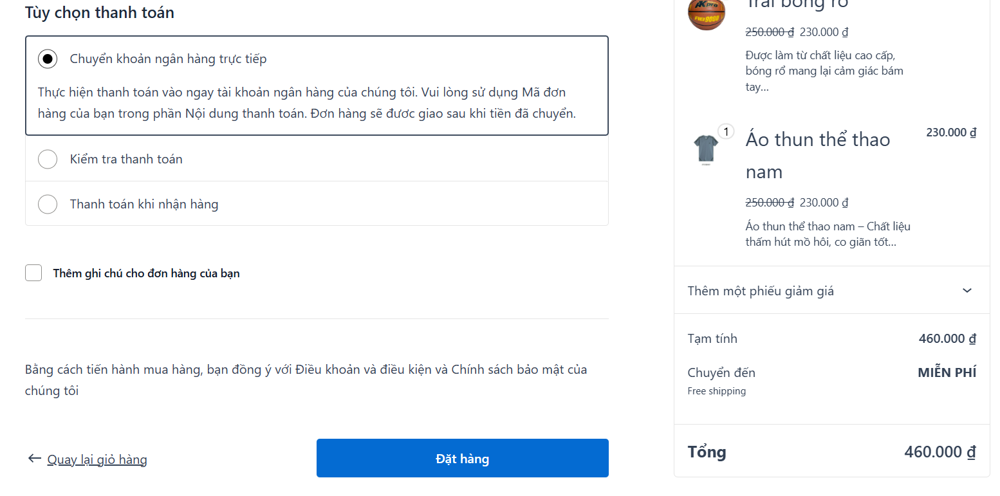 Tùy chọn thanh toán
Chuyển khoản ngân hàng trực tiếp
Thực hiện thanh toán vào ngay tài khoản ngân hàng của chúng tôi. Vui lòng sử dụng Mã đơn
hàng của bạn trong phần Nội dung thanh toán. Đơn hàng sẽ đươc giao sau khi tiền đã chuyển.
Kiểm tra thanh toán
Thanh toán khi nhận hàng
Thêm ghi chú cho đơn hàng của bạn
Bằng cách tiến hành mua hàng, bạn đồng ý với Điều khoản và điều kiện và Chính sách bảo mật của
chúng tôi
Quay lại giỏ hàng
Đặt hàng
AKpro
Trái bóng rổ
250.000 ₫ 230.000 ₫
Được làm từ chất liệu cao cấp,
bóng rổ mang lại cảm giác bám
tay...
1
Áo thun thể thao
nam
230.000 ₫
250.000 ₫ 230.000 ₫
Áo thun thể thao nam – Chất liệu
thấm hút mồ hôi, co giãn tốt...
Thêm một phiếu giảm giá
Tạm tính 460.000 ₫
Chuyển đến MIỄN PHÍ
Free shipping
Tổng 460.000 ₫